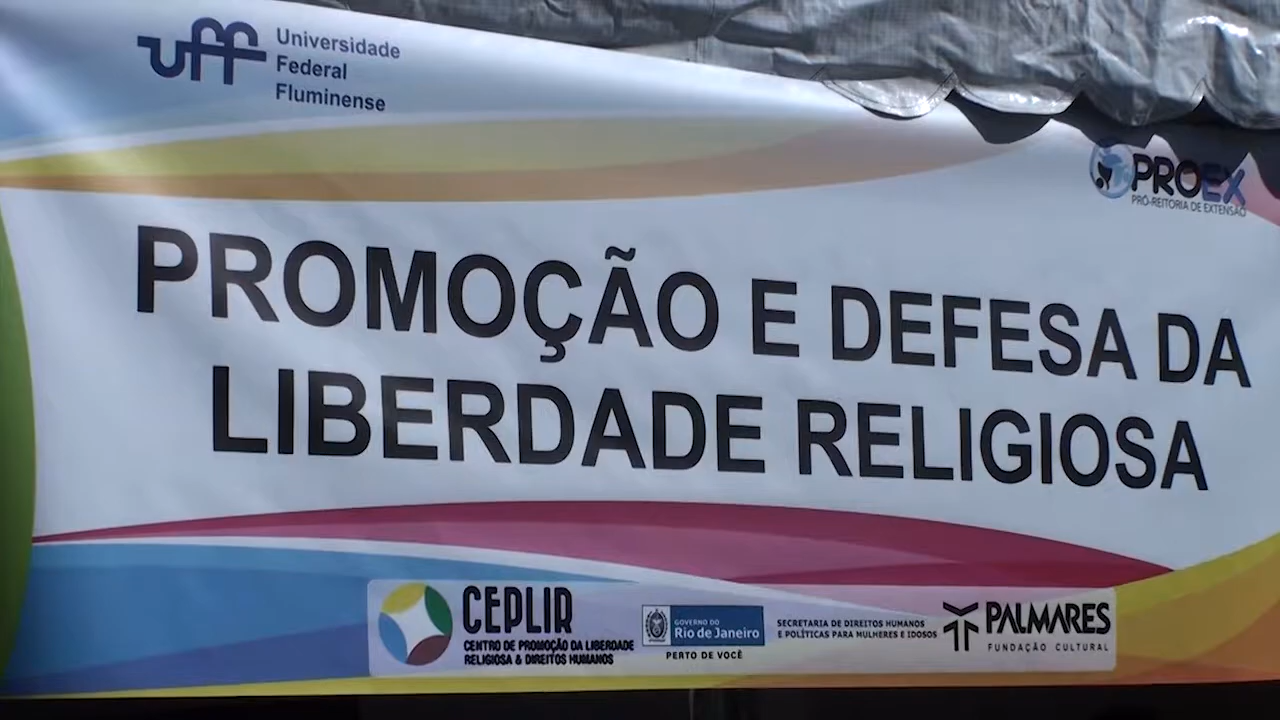 uff
Universidade
Federal
Fluminense
PROEX
PRÓ-REITORIA DE EXTENSÃO
PROMOÇÃO E DEFESA DA
LIBERDADE RELIGIOSA
CEPLIR
CENTRO DE PROMOÇÃO DA LIBERDADE
RELIGIOSA & DIREITOS HUMANOS
GOVERNO DO
Rio de Janeiro
PERTO DE VOCÊ
SECRETARIA DE DIREITOS HUMANOS
E POLÍTICAS PARA MULHERES E IDOSOS
PALMARES
FUNDAÇÃO CULTURAL